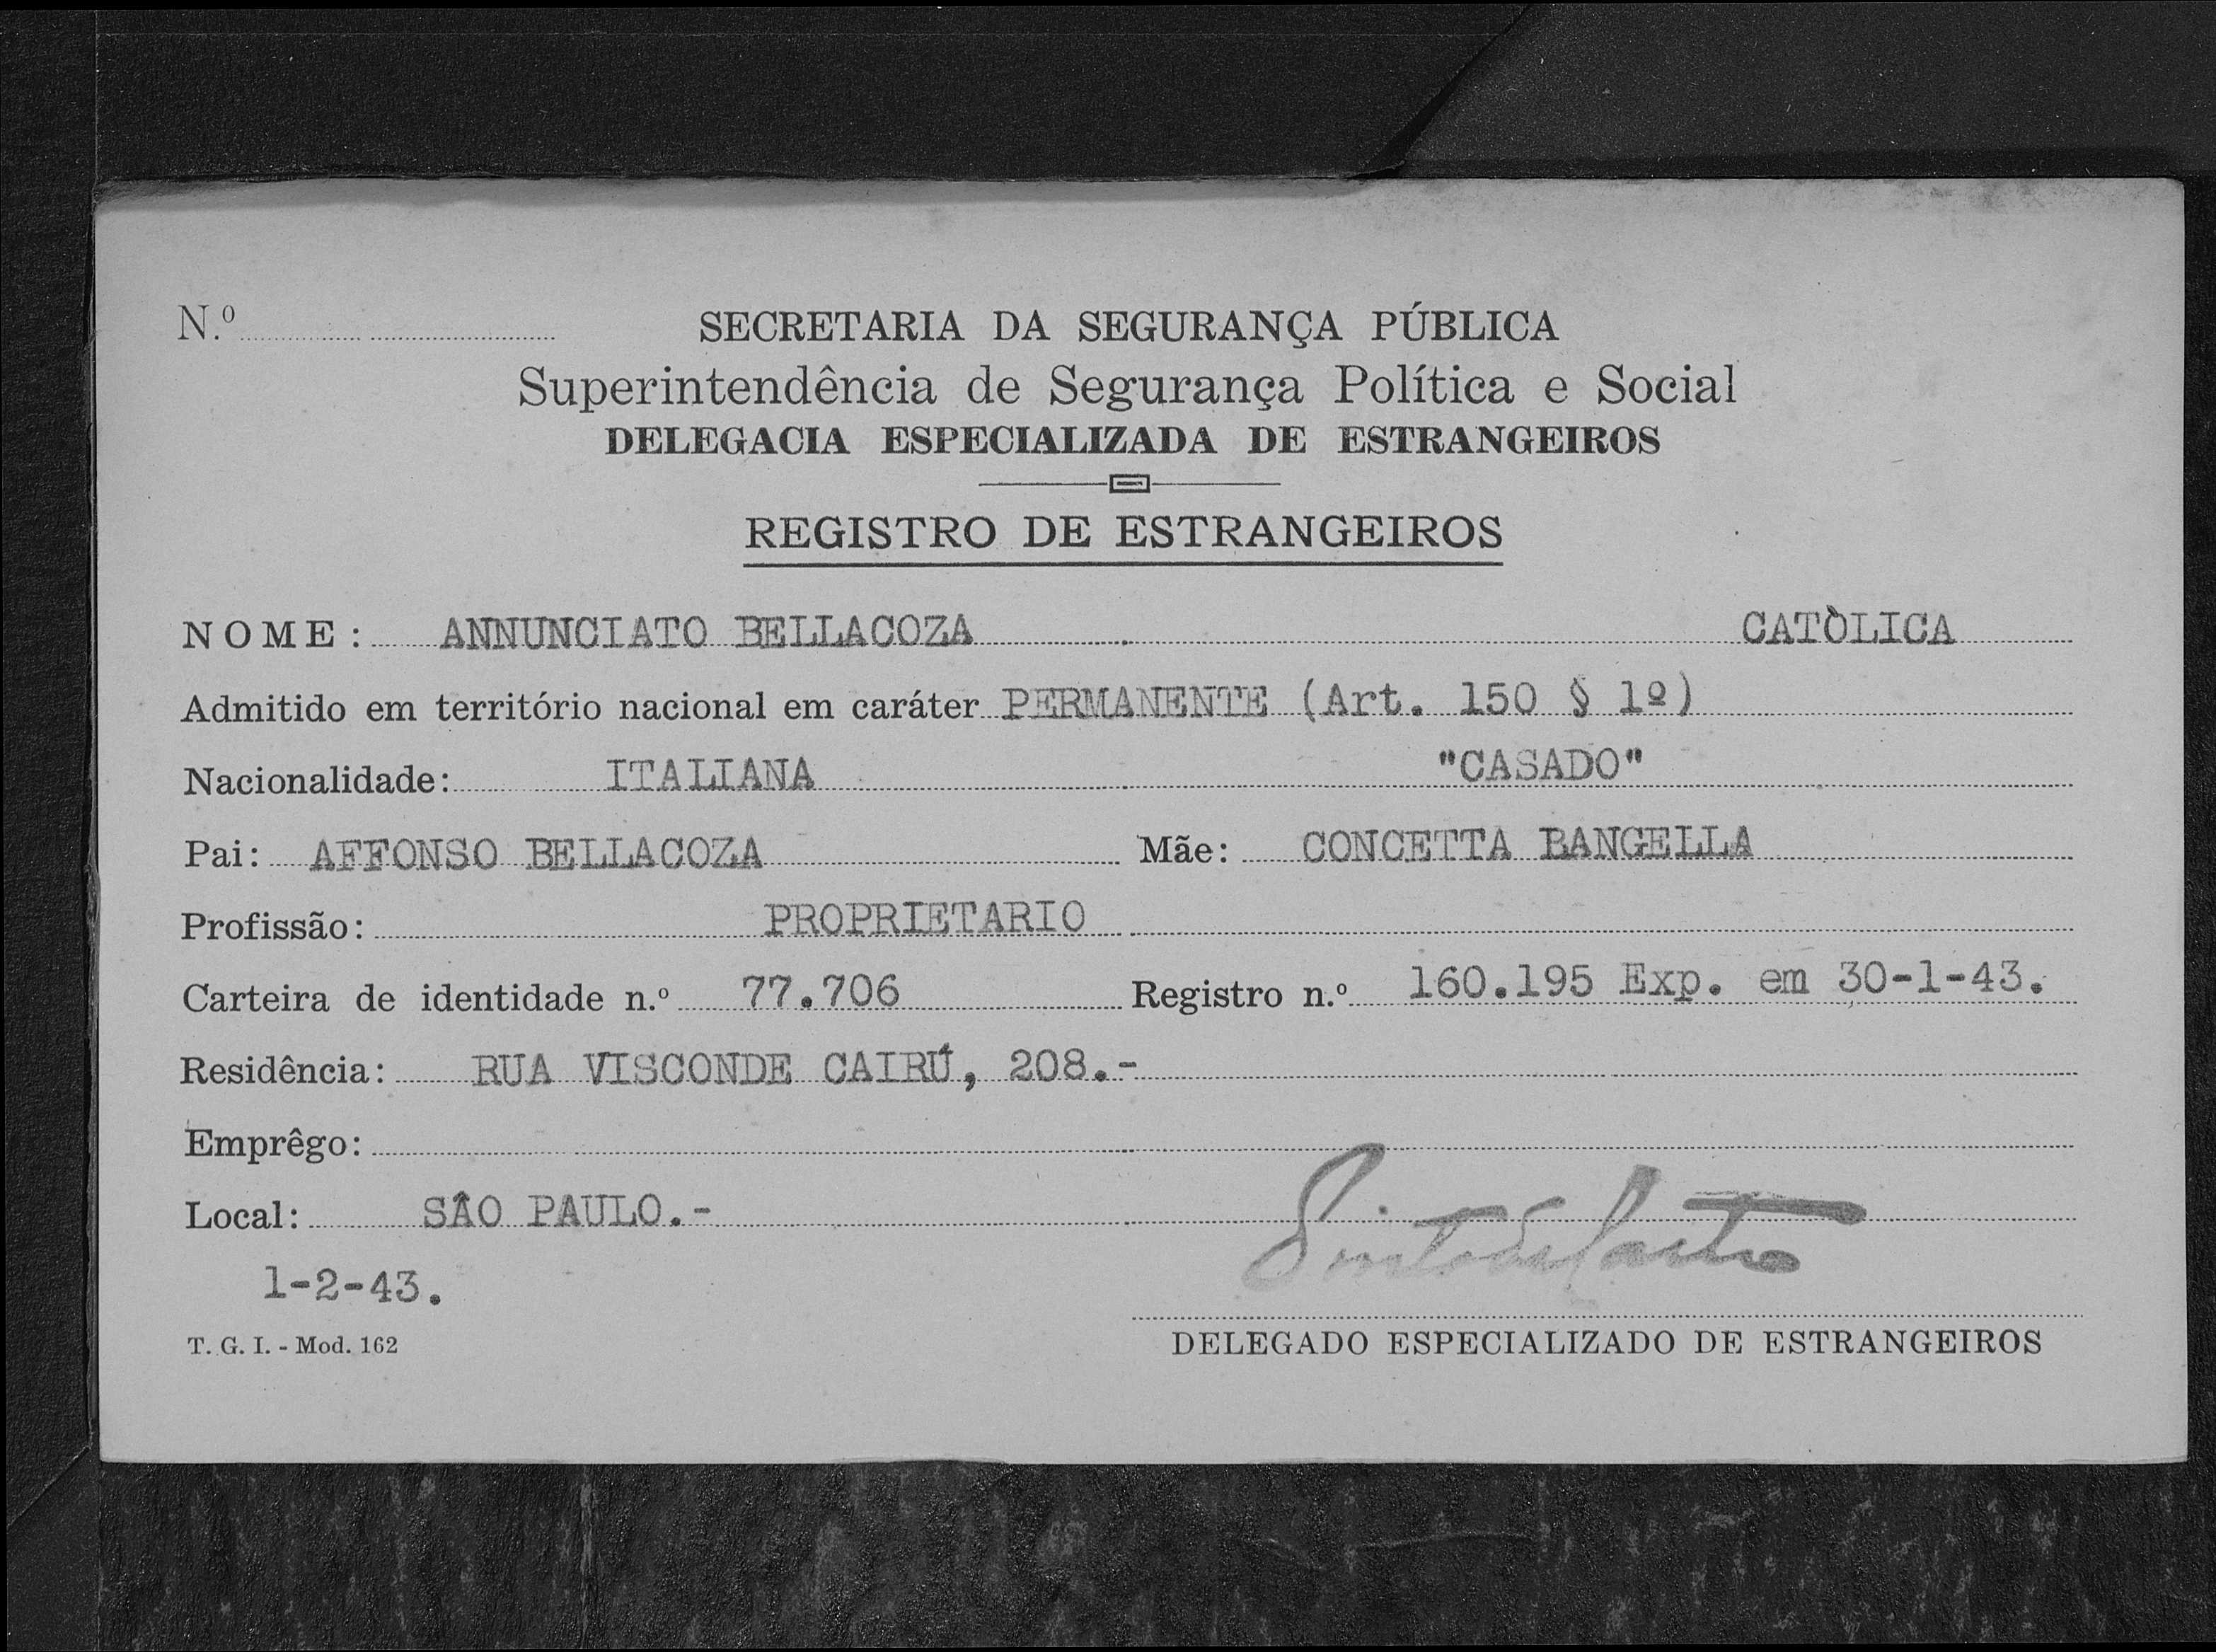 N.º SECRETARIA DA SEGURANÇA PÚBLICA
Superintendência de Segurança Política e Social
DELEGACIA ESPECIALIZADA DE ESTRANGEIROS
REGISTRO DE ESTRANGEIROS
NOME: ANNUNCIATO BELLACOZA CATÒLICA
Admitido em território nacional em caráter PERMANENTE (Art. 150 § 1º)
Nacionalidade: ITALIANA "CASADO"
Pai: AFFONSO BELLACOZA Mãe: CONCETTA BANGELLA
Profissão: PROPRIETARIO
Carteira de identidade n.º 77.706 Registro n.º 160.195 Exp. em 30-1-43.
Residência: RUA VISCONDE CAIRÚ, 208.-
Emprêgo:
Local: SÂO PAULO.-
Pinto de Castro
1-2-43.
T. G. I. - Mod. 162 DELEGADO ESPECIALIZADO DE ESTRANGEIROS